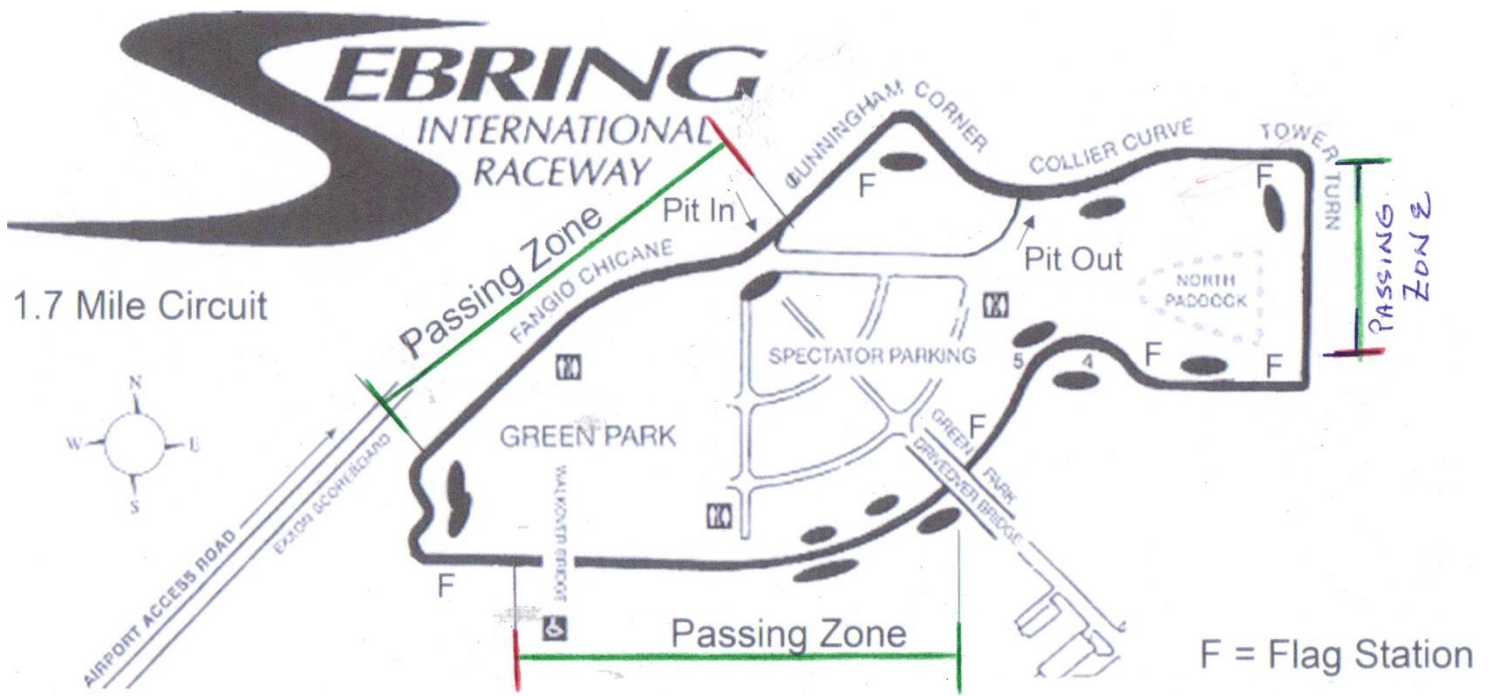 SEBRING
INTERNATIONAL
RACEWAY
CUNNINGHAM CORNER
COLLIER CURVE
TOWER TURN
F
F
Pit In
Pit Out
Passing Zone
FANGIO CHICANE
PASSING
ZONE
NORTH
PADDOCK
1.7 Mile Circuit
SPECTATOR PARKING
5
4
F
F
N
W
E
S
GREEN PARK
F
GREEN PARK
DRIVEOVER BRIDGE
WALKOVER BRIDGE
AIRPORT ACCESS ROAD
EXXON SCOREBOARD
F
Passing Zone
F = Flag Station